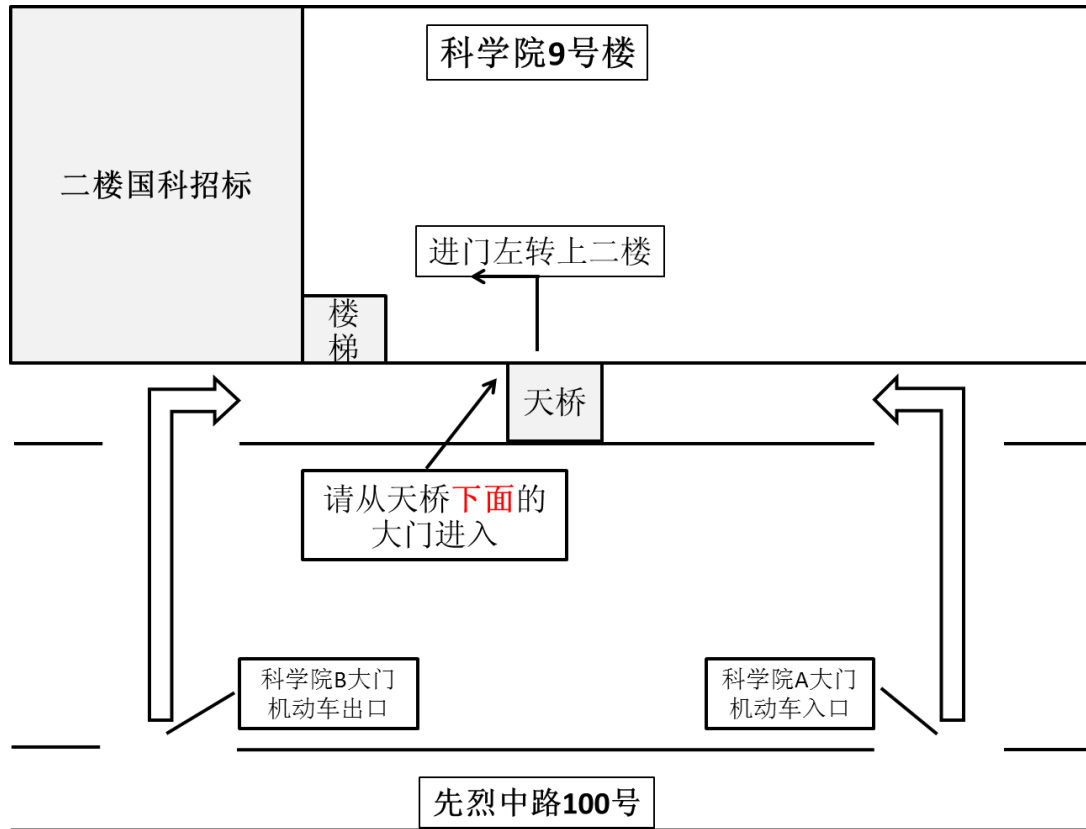 科学院9号楼
二楼国科招标
进门左转上二楼
楼
梯
天桥
请从天桥下面的
大门进入
科学院B大门
机动车出口
科学院A大门
机动车入口
先烈中路100号